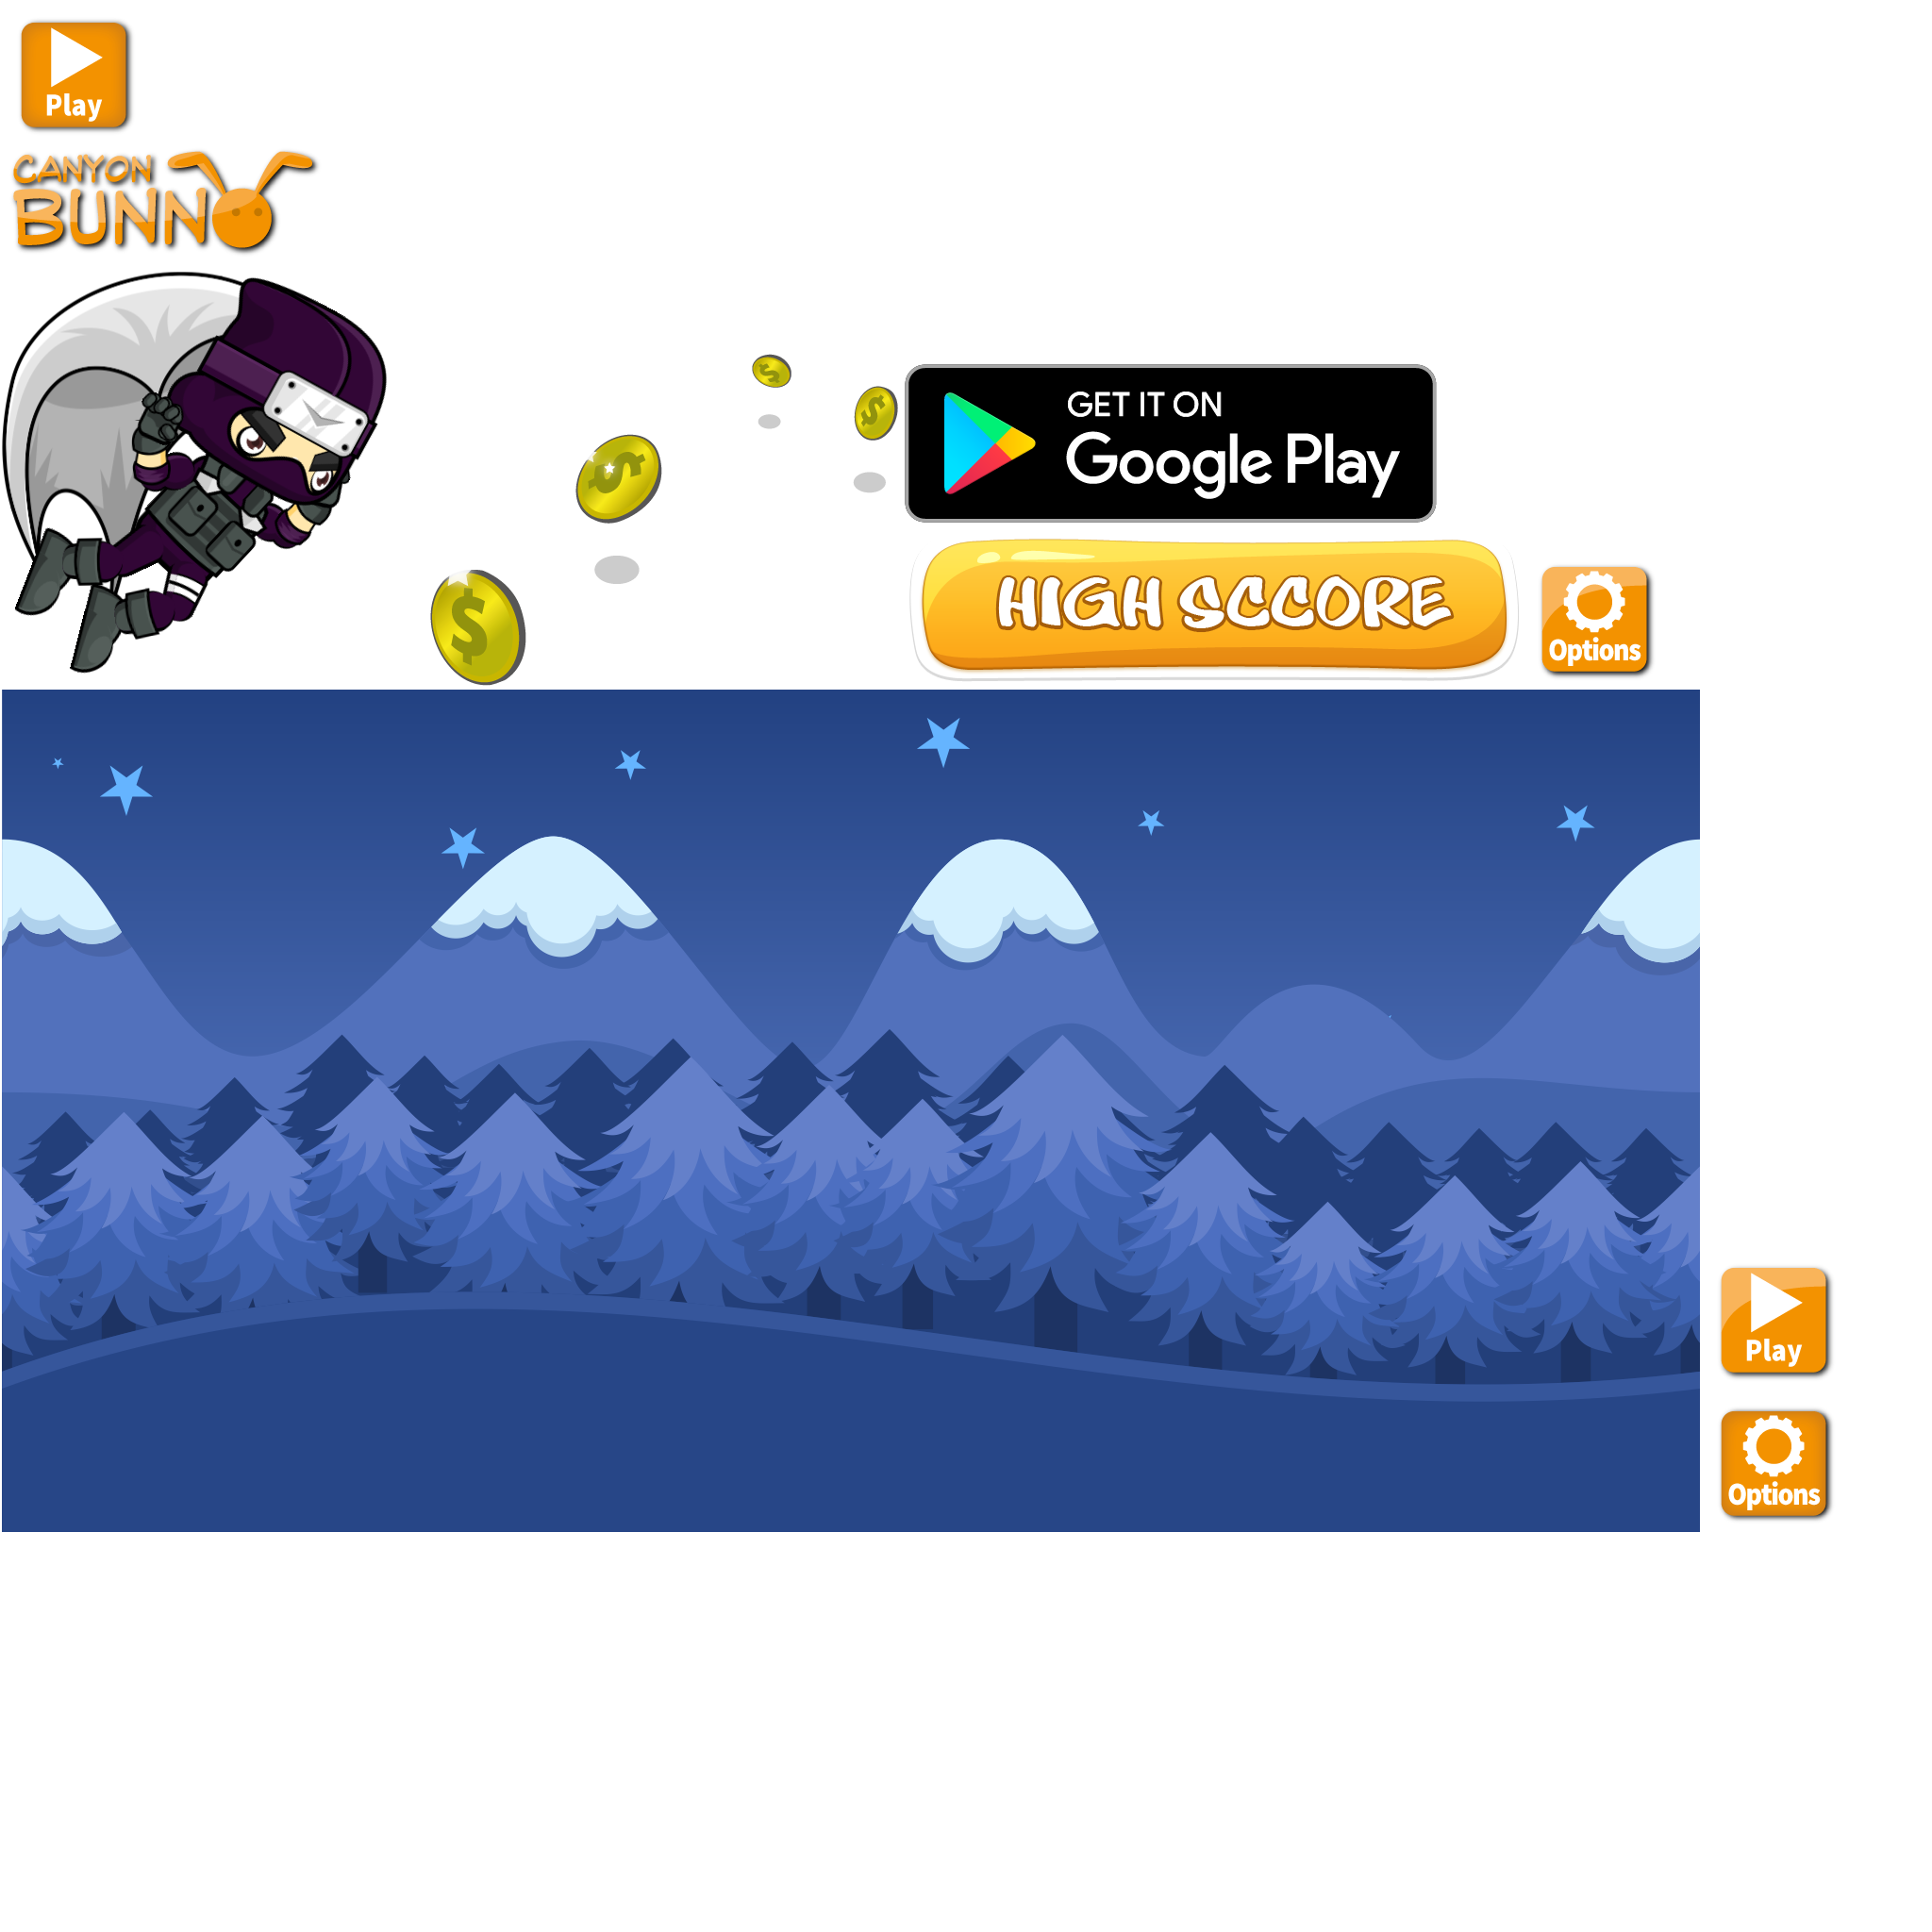 Play
CANYON
BUNN
GET IT ON
Google Play
$
$
$
$
HIGH SCCORE
Options
Play
Options